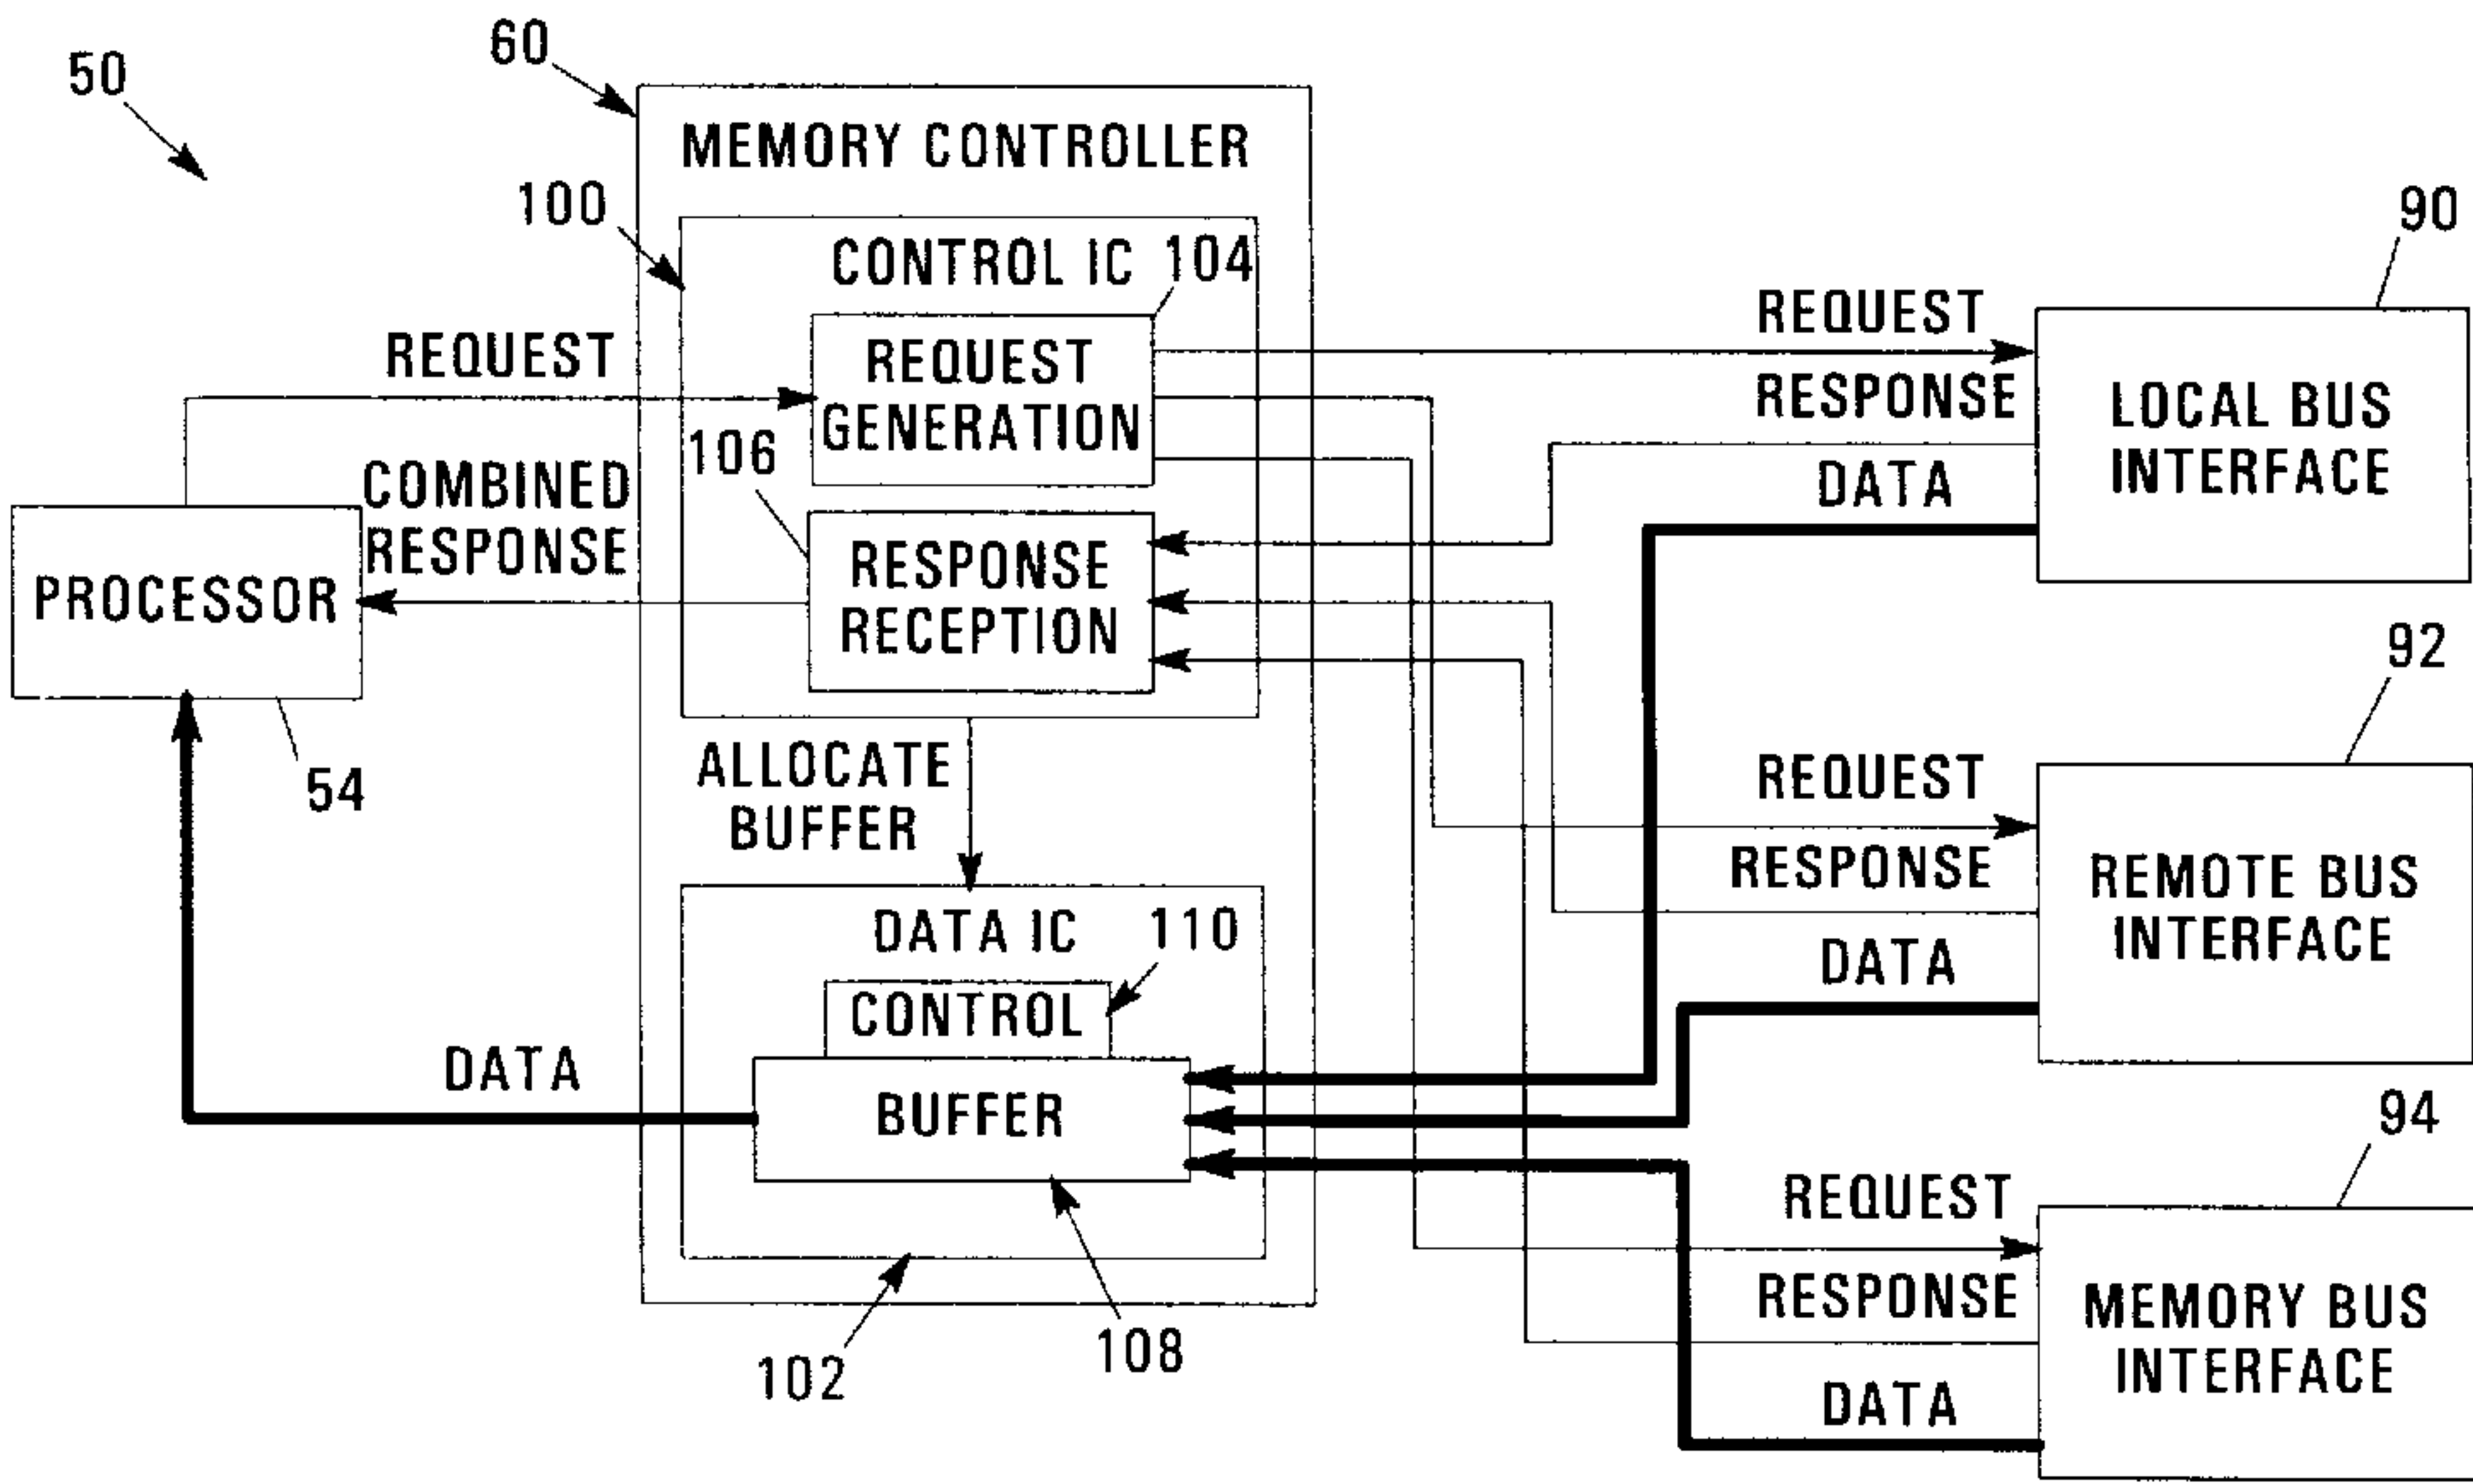 60
50
MEMORY CONTROLLER
100
CONTROL IC 104
90
REQUEST
REQUEST
REQUEST
GENERATION
RESPONSE
LOCAL BUS
INTERFACE
106
COMBINED
RESPONSE
DATA
RESPONSE
RECEPTION
PROCESSOR
54
92
ALLOCATE
BUFFER
REQUEST
RESPONSE
REMOTE BUS
INTERFACE
DATA IC
110
DATA
CONTROL
DATA
BUFFER
94
REQUEST
RESPONSE
MEMORY BUS
INTERFACE
108
102
DATA